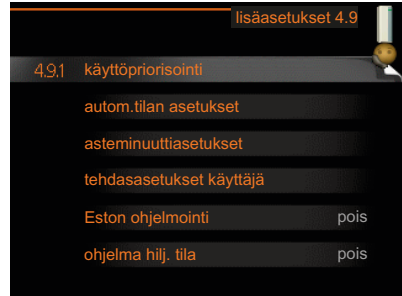 lisäasetukset 4.9
4.9.1 käyttöpriorisointi
autom.tilan asetukset
asteminuuttiasetukset
tehdasasetukset käyttäjä
Eston ohjelmointi pois
ohjelma hilj. tila pois